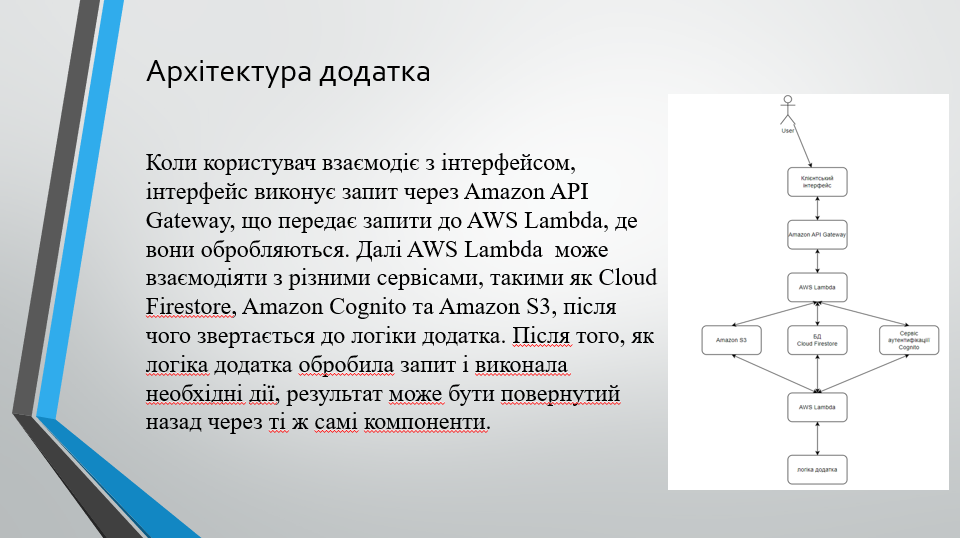 Архітектура додатка
Коли користувач взаємодіє з інтерфейсом,
інтерфейс виконує запит через Amazon API
Gateway, що передає запити до AWS Lambda, де
вони обробляються. Далі AWS Lambda  може
взаємодіяти з різними сервісами, такими як Cloud
Firestore, Amazon Cognito та Amazon S3, після
чого звертається до логіки додатка. Після того, як
логіка додатка обробила запит і виконала
необхідні дії, результат може бути повернутий
назад через ті ж самі компоненти.
User
Клієнтський
інтерфейс
Amazon API Gateway
AWS Lambda
Amazon S3
БД
Cloud Firestore
Сервіс
аутентифікаціії
Cognito
AWS Lambda
логіка додатка